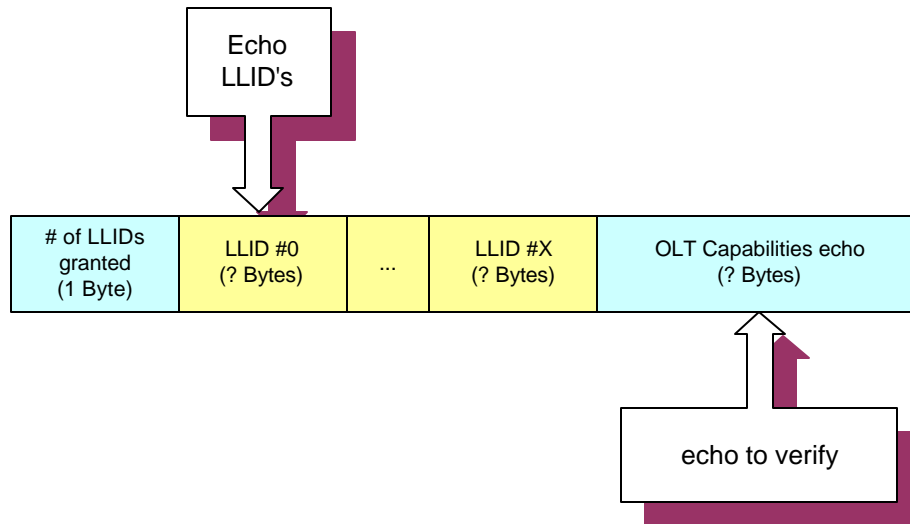 Echo
LLID's
# of LLIDs
granted
(1 Byte)
LLID #0
(? Bytes)
...
LLID #X
(? Bytes)
OLT Capabilities echo
(? Bytes)
echo to verify